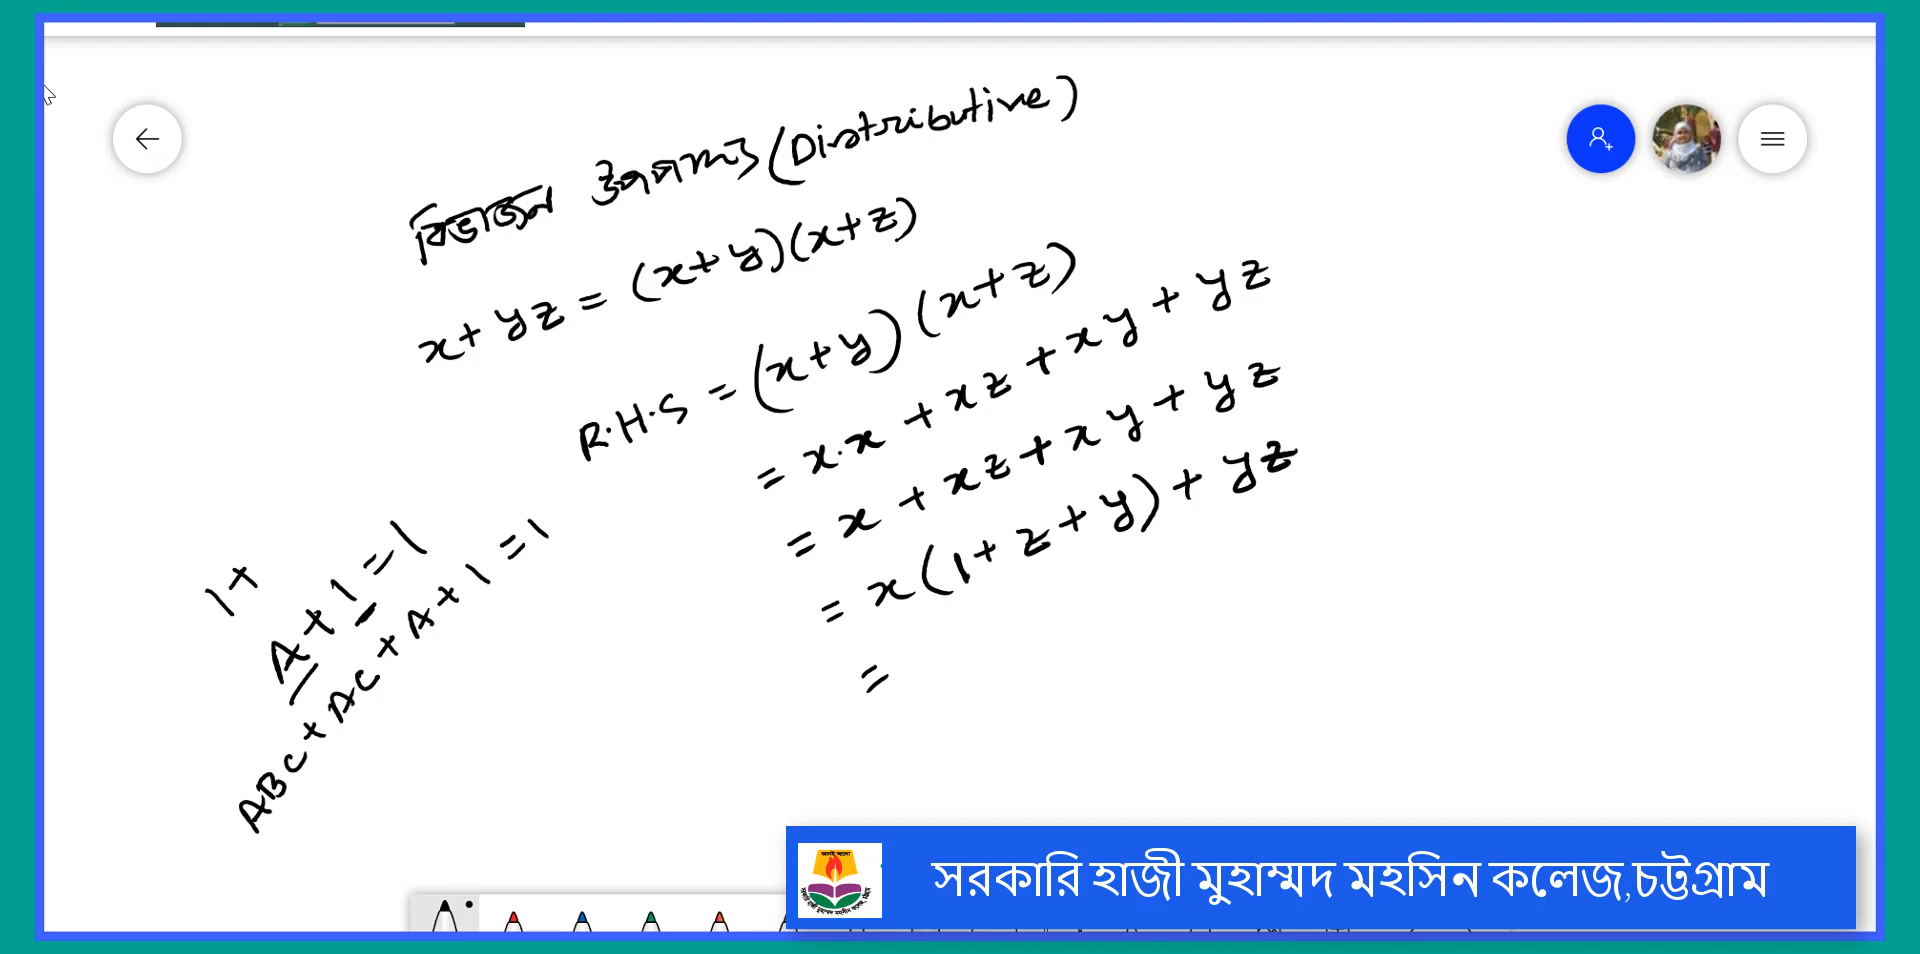 বিভাজন উপপাদ্য (Distributive)
x + yz = (x+y)(x+z)
R.H.S = (x+y)(x+z)
= x.x + xz + xy + yz
= x + xz + xy + yz
= x(1+z+y) + yz
=
1+
A+1=1
ABC+AC+A+1=1
সরকারি হাজী মুহাম্মদ মহসিন কলেজ,চট্টগ্রাম